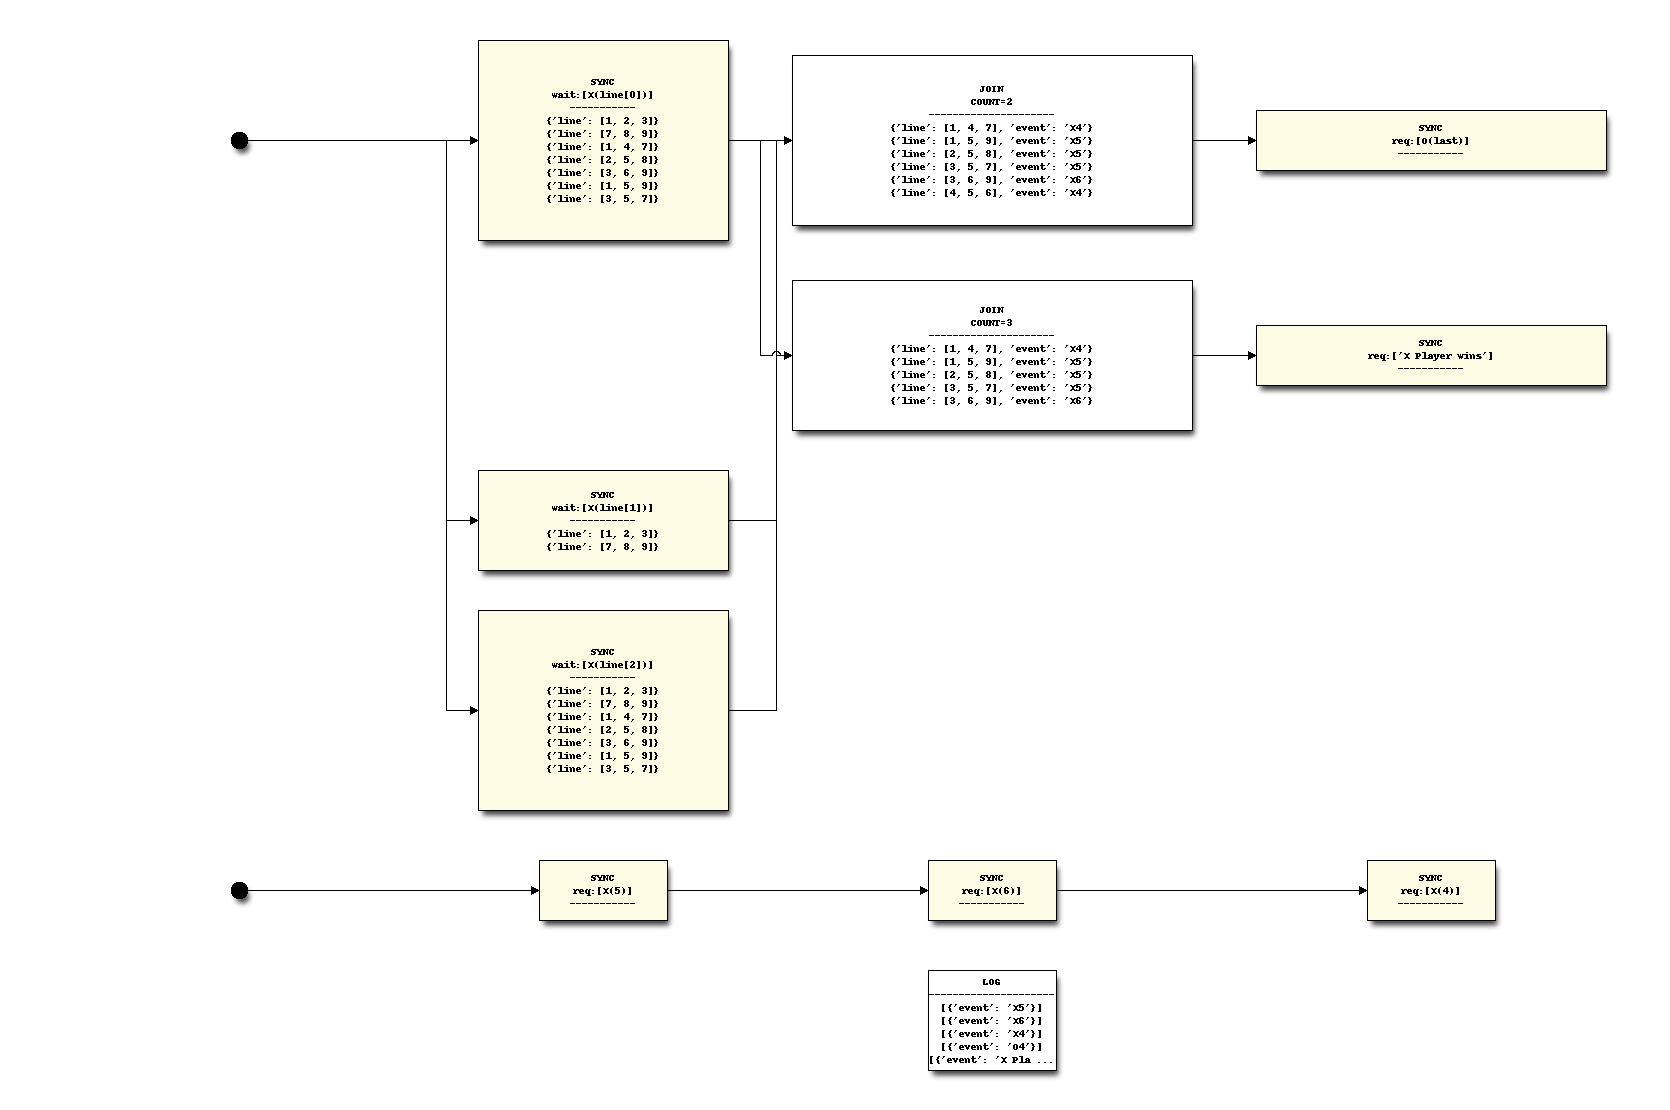 SYNC
wait:[X(line[0])]
-----------
{'line': [1, 2, 3]}
{'line': [7, 8, 9]}
{'line': [1, 4, 7]}
{'line': [2, 5, 8]}
{'line': [3, 6, 9]}
{'line': [1, 5, 9]}
{'line': [3, 5, 7]}
JOIN
COUNT=2
---------------------
{'line': [1, 4, 7], 'event': 'X4'}
{'line': [1, 5, 9], 'event': 'X5'}
{'line': [2, 5, 8], 'event': 'X5'}
{'line': [3, 5, 7], 'event': 'X5'}
{'line': [3, 6, 9], 'event': 'X6'}
{'line': [4, 5, 6], 'event': 'X4'}
SYNC
req:[O(last)]
-----------
JOIN
COUNT=3
---------------------
{'line': [1, 4, 7], 'event': 'X4'}
{'line': [1, 5, 9], 'event': 'X5'}
{'line': [2, 5, 8], 'event': 'X5'}
{'line': [3, 5, 7], 'event': 'X5'}
{'line': [3, 6, 9], 'event': 'X6'}
SYNC
req:['X Player wins']
-----------
SYNC
wait:[X(line[1])]
-----------
{'line': [1, 2, 3]}
{'line': [7, 8, 9]}
SYNC
wait:[X(line[2])]
-----------
{'line': [1, 2, 3]}
{'line': [7, 8, 9]}
{'line': [1, 4, 7]}
{'line': [2, 5, 8]}
{'line': [3, 6, 9]}
{'line': [1, 5, 9]}
{'line': [3, 5, 7]}
SYNC
req:[X(5)]
-----------
SYNC
req:[X(6)]
-----------
SYNC
req:[X(4)]
-----------
LOG
---------------------
[{'event': 'X5'}]
[{'event': 'X6'}]
[{'event': 'X4'}]
[{'event': 'O4'}]
[{'event': 'X Pla ...